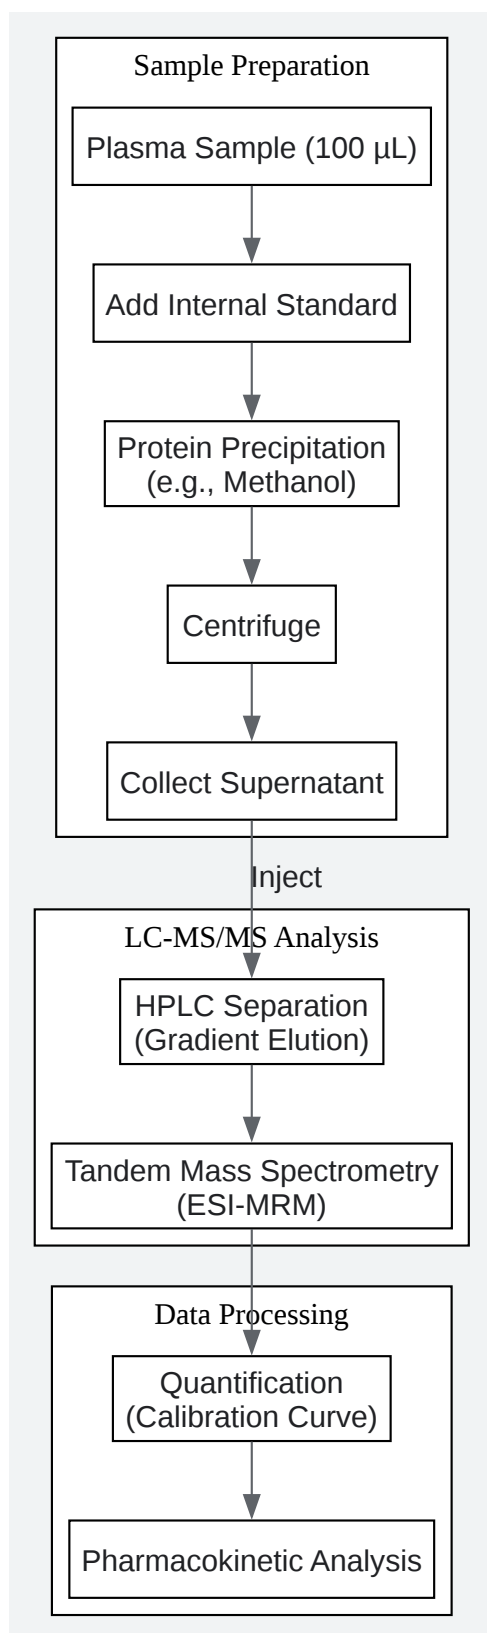 Sample Preparation
Plasma Sample (100 µL)
Add Internal Standard
Protein Precipitation
(e.g., Methanol)
Centrifuge
Collect Supernatant
Inject
LC-MS/MS Analysis
HPLC Separation
(Gradient Elution)
Tandem Mass Spectrometry
(ESI-MRM)
Data Processing
Quantification
(Calibration Curve)
Pharmacokinetic Analysis